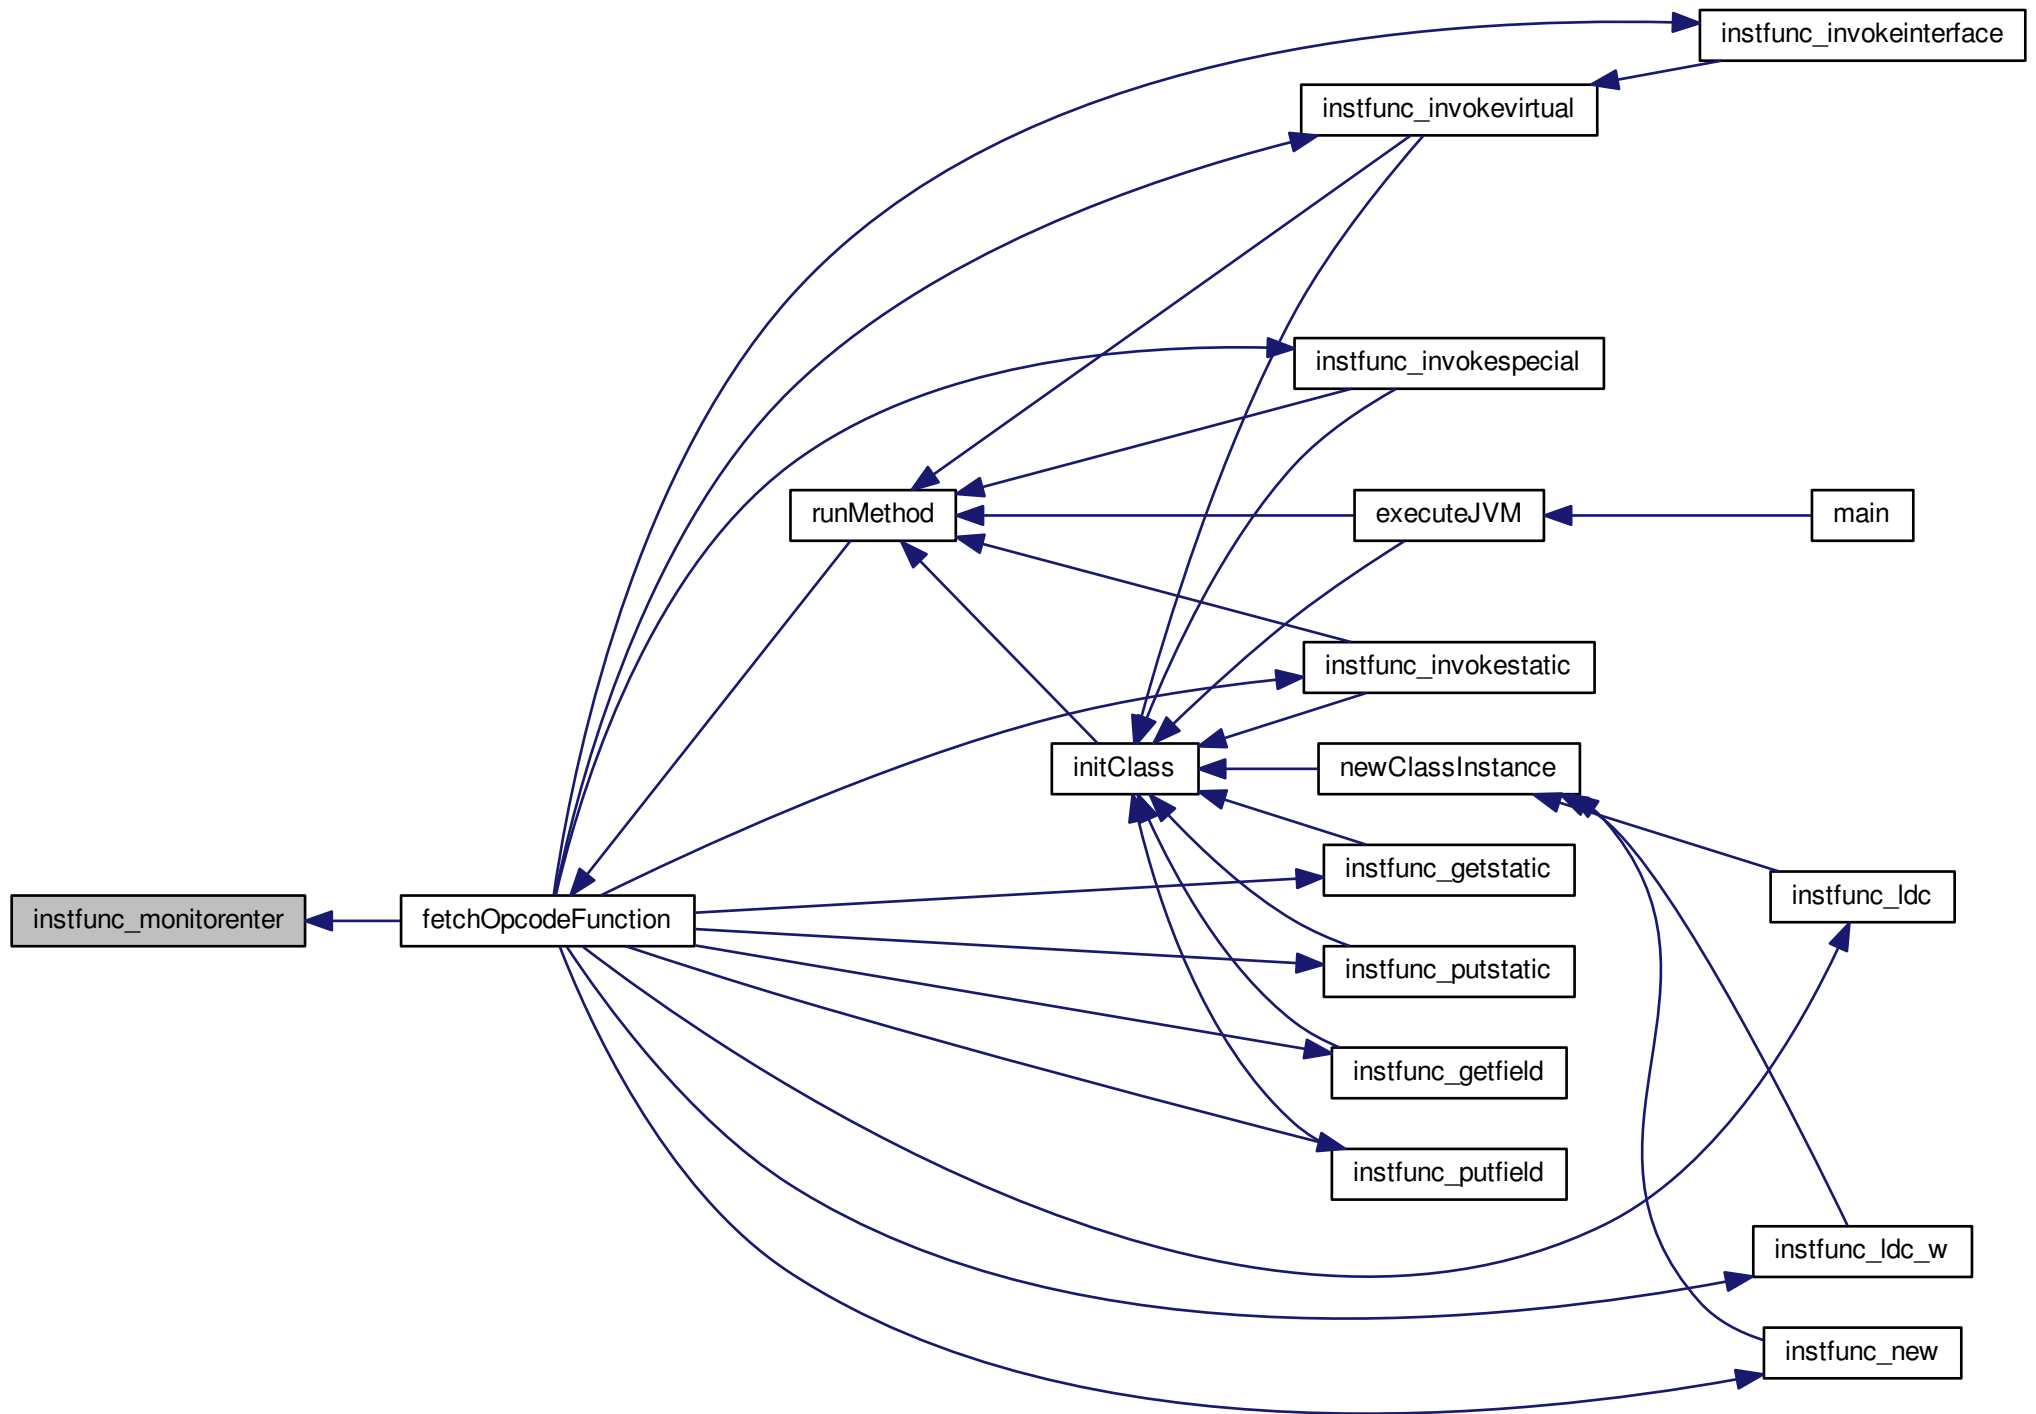 instfunc_invokeinterface
instfunc_invokevirtual
instfunc_invokespecial
runMethod
executeJVM
main
instfunc_invokestatic
initClass
newClassInstance
instfunc_getstatic
instfunc_ldc
instfunc_monitorenter
fetchOpcodeFunction
instfunc_putstatic
instfunc_getfield
instfunc_putfield
instfunc_ldc_w
instfunc_new